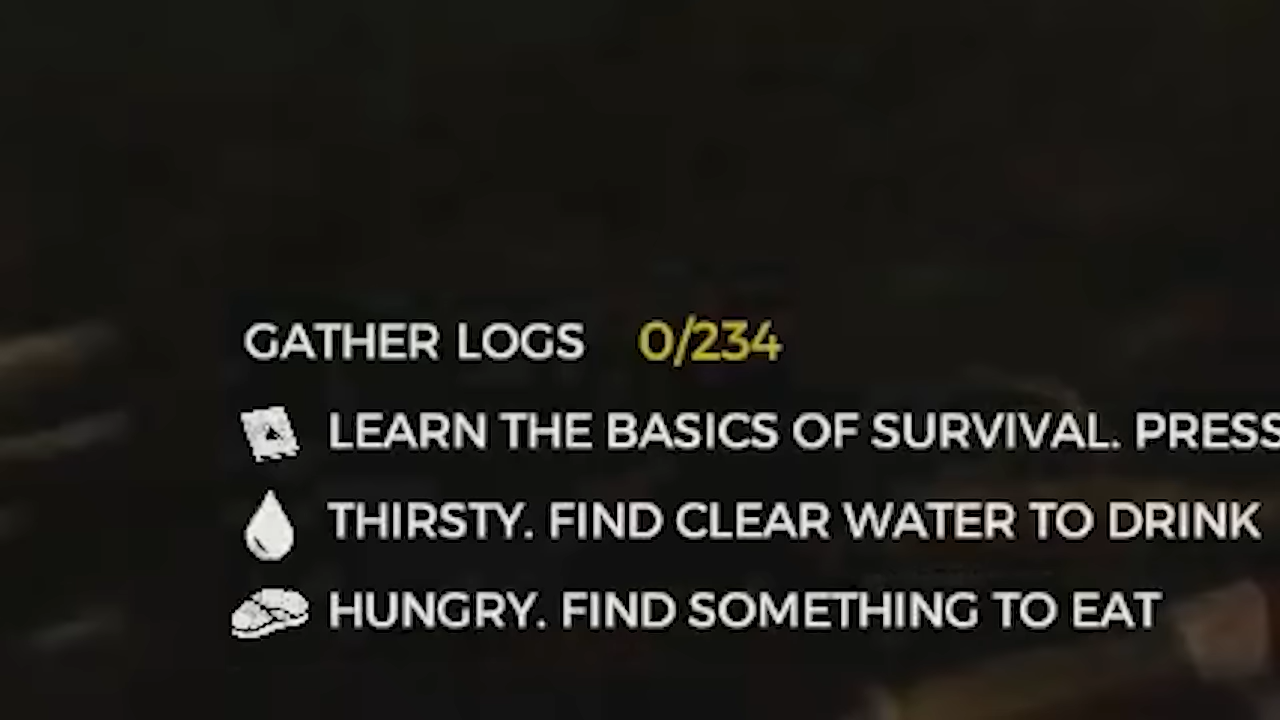 GATHER LOGS 0/234
LEARN THE BASICS OF SURVIVAL. PRESS
THIRSTY. FIND CLEAR WATER TO DRINK
HUNGRY. FIND SOMETHING TO EAT